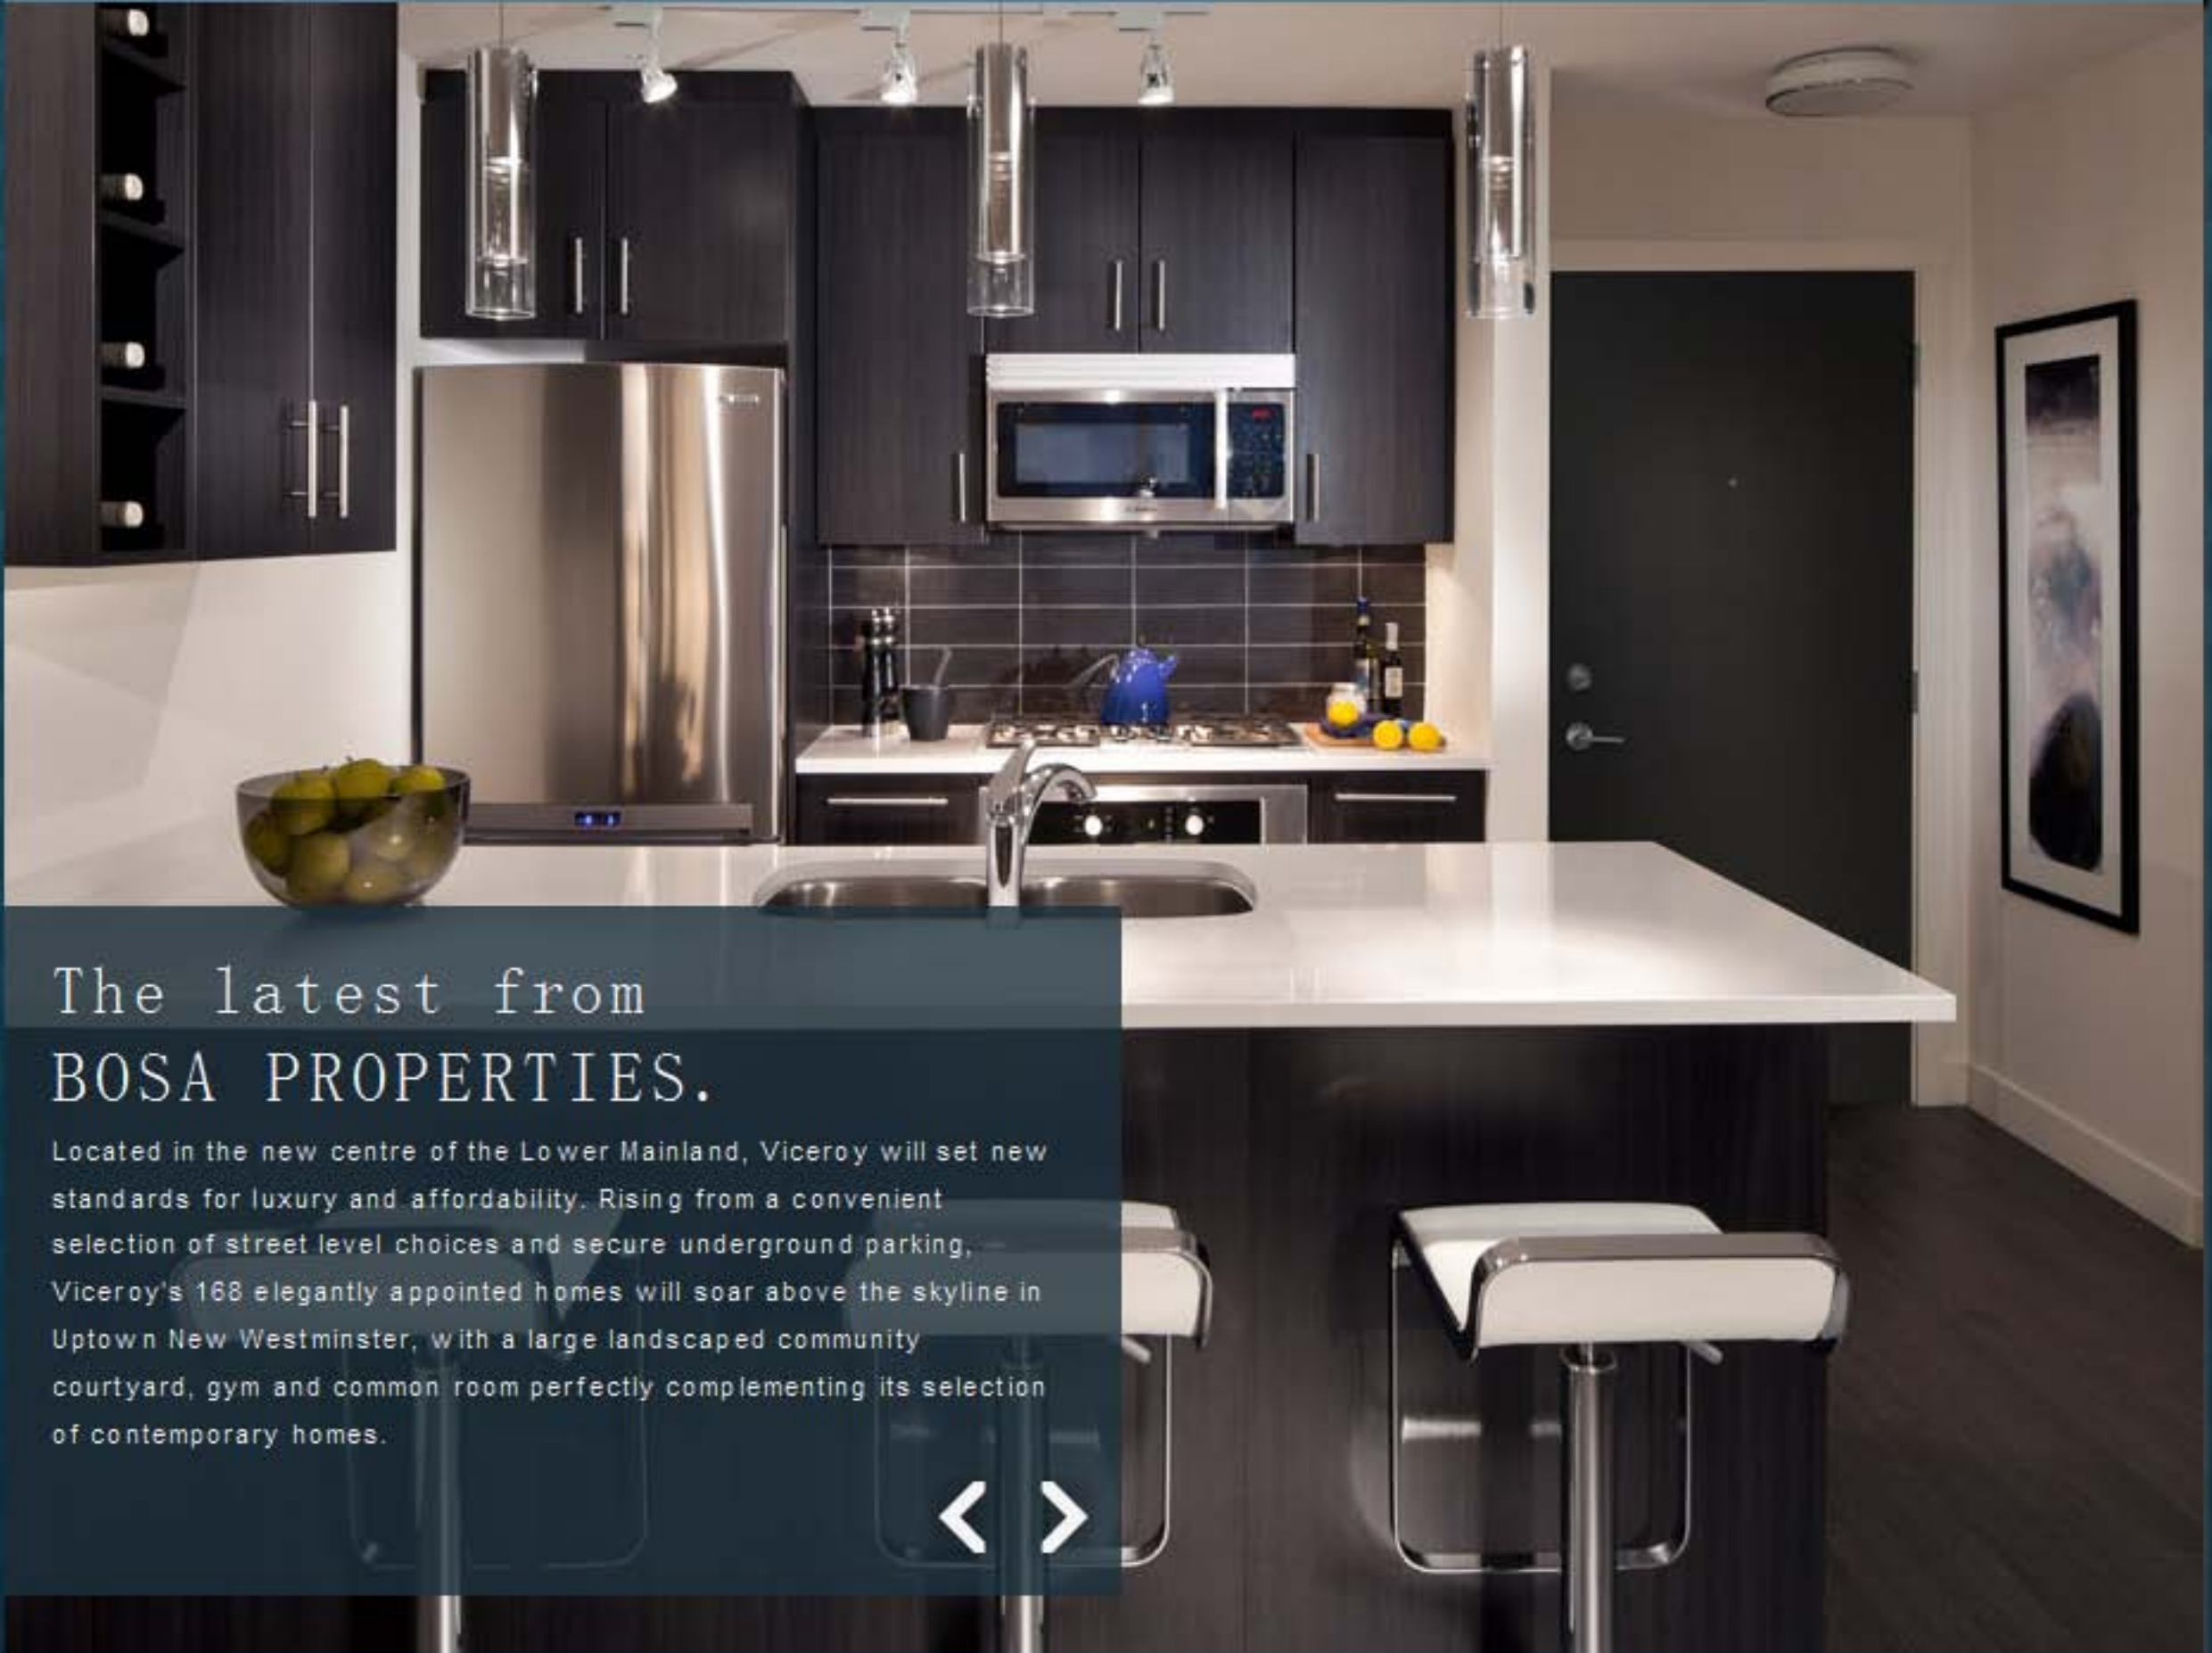 The latest from
BOSA PROPERTIES.
Located in the new centre of the Lower Mainland, Viceroy will set new
standards for luxury and affordability. Rising from a convenient
selection of street level choices and secure underground parking,
Viceroy's 168 elegantly appointed homes will soar above the skyline in
Uptown New Westminster, with a large landscaped community
courtyard, gym and common room perfectly complementing its selection
of contemporary homes.